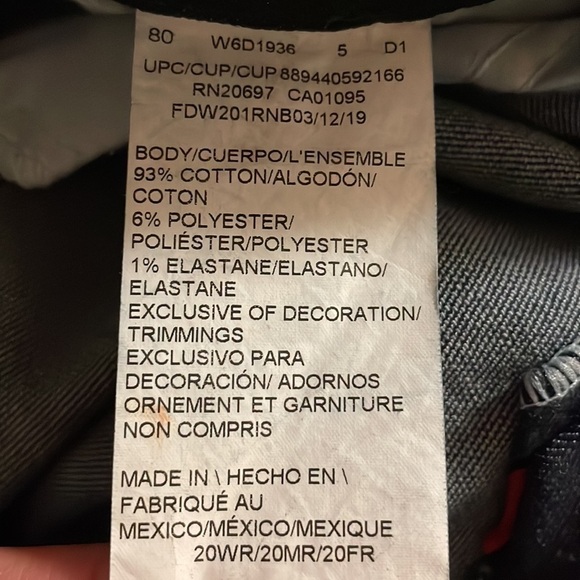 80 W6D1936 5 D1
UPC/CUP/CUP 889440592166
RN20697 CA01095
FDW201RNB03/12/19
BODY/CUERPO/L'ENSEMBLE
93% COTTON/ALGODÓN/
COTON
6% POLYESTER/
POLIÉSTER/POLYESTER
1% ELASTANE/ELASTANO/
ELASTANE
EXCLUSIVE OF DECORATION/
TRIMMINGS
EXCLUSIVO PARA
DECORACIÓN/ ADORNOS
ORNEMENT ET GARNITURE
NON COMPRIS
MADE IN \ HECHO EN \
FABRIQUÉ AU
MEXICO/MÉXICO/MEXIQUE
20WR/20MR/20FR